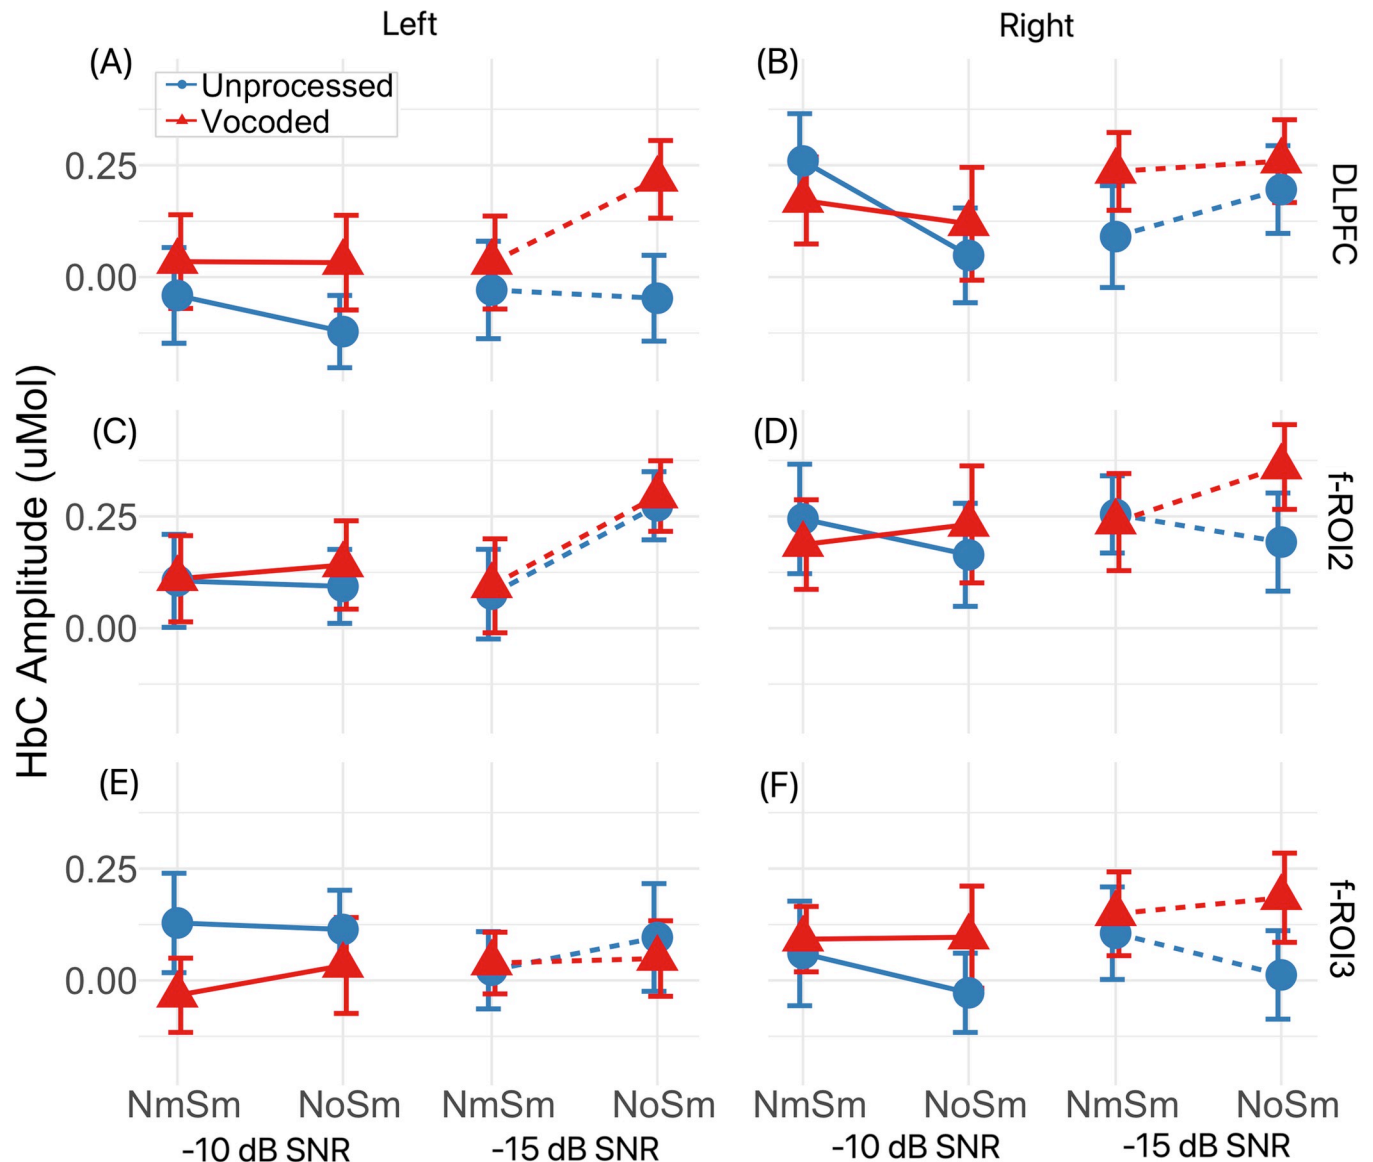 Left
Right
(A)
Unprocessed
Vocoded
(B)
0.25
0.00
DLPFC
(C)
(D)
0.25
0.00
f-ROI2
HbC Amplitude (uMol)
(E)
(F)
0.25
0.00
f-ROI3
NmSm NoSm NmSm NoSm NmSm NoSm NmSm NoSm
-10 dB SNR -15 dB SNR -10 dB SNR -15 dB SNR